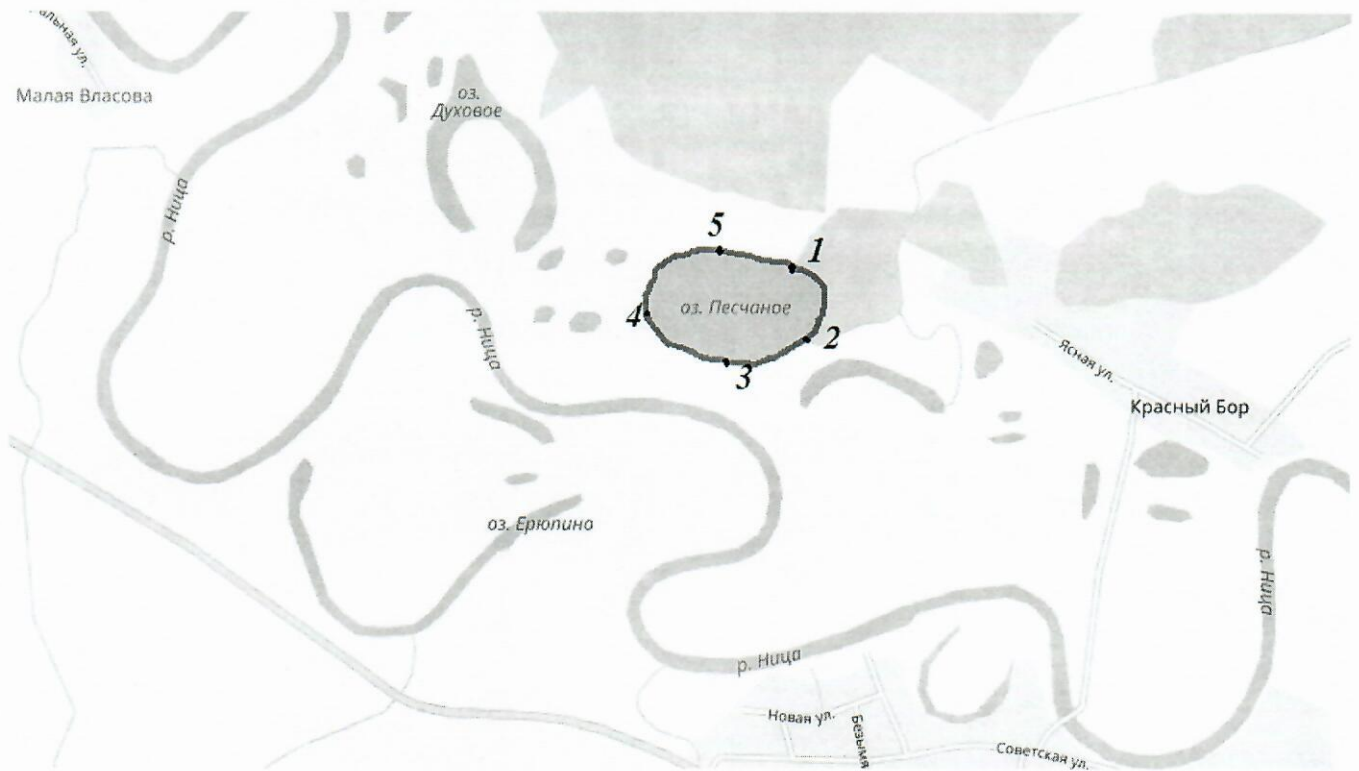 Малая Власова
оз.
Духовое
р. Ница
5
1
оз. Песчаное
4
2
3
р. Ница
Ясная ул.
Красный Бор
оз. Ерюпино
р. Ница
р. Ница
Новая ул.
Безымя
Советская ул.